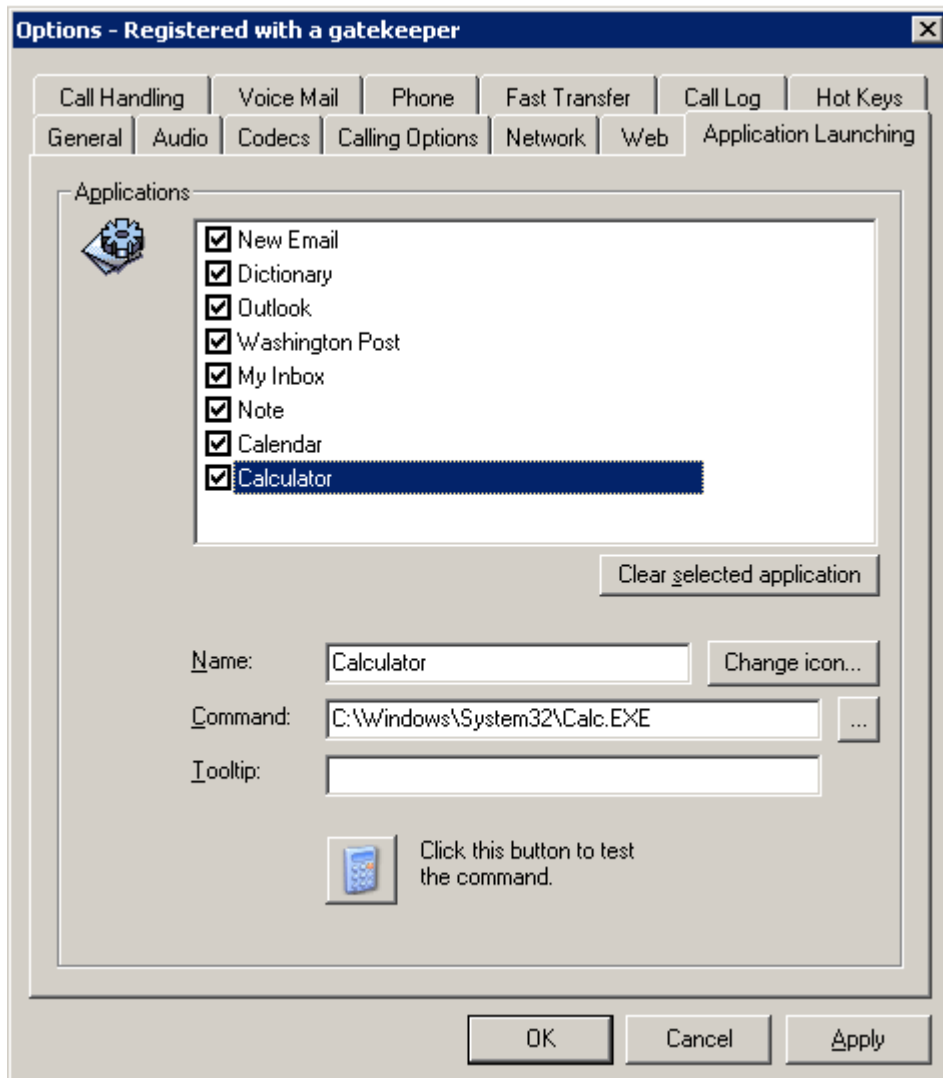 Options - Registered with a gatekeeper
Call Handling Voice Mail Phone Fast Transfer Call Log Hot Keys
General Audio Codecs Calling Options Network Web Application Launching
Applications
New Email
Dictionary
Outlook
Washington Post
My Inbox
Note
Calendar
Calculator
Clear selected application
Name: Calculator Change icon...
Command: C:\Windows\System32\Calc.EXE ...
Tooltip:
Click this button to test
the command.
OK Cancel Apply